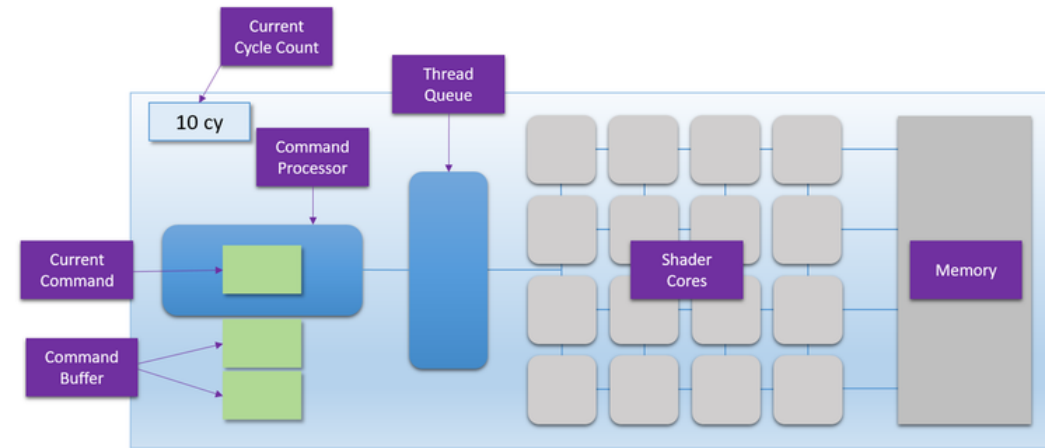 Current
Cycle Count
Thread
Queue
10 cy
Command
Processor
Current
Command
Shader
Cores
Memory
Command
Buffer